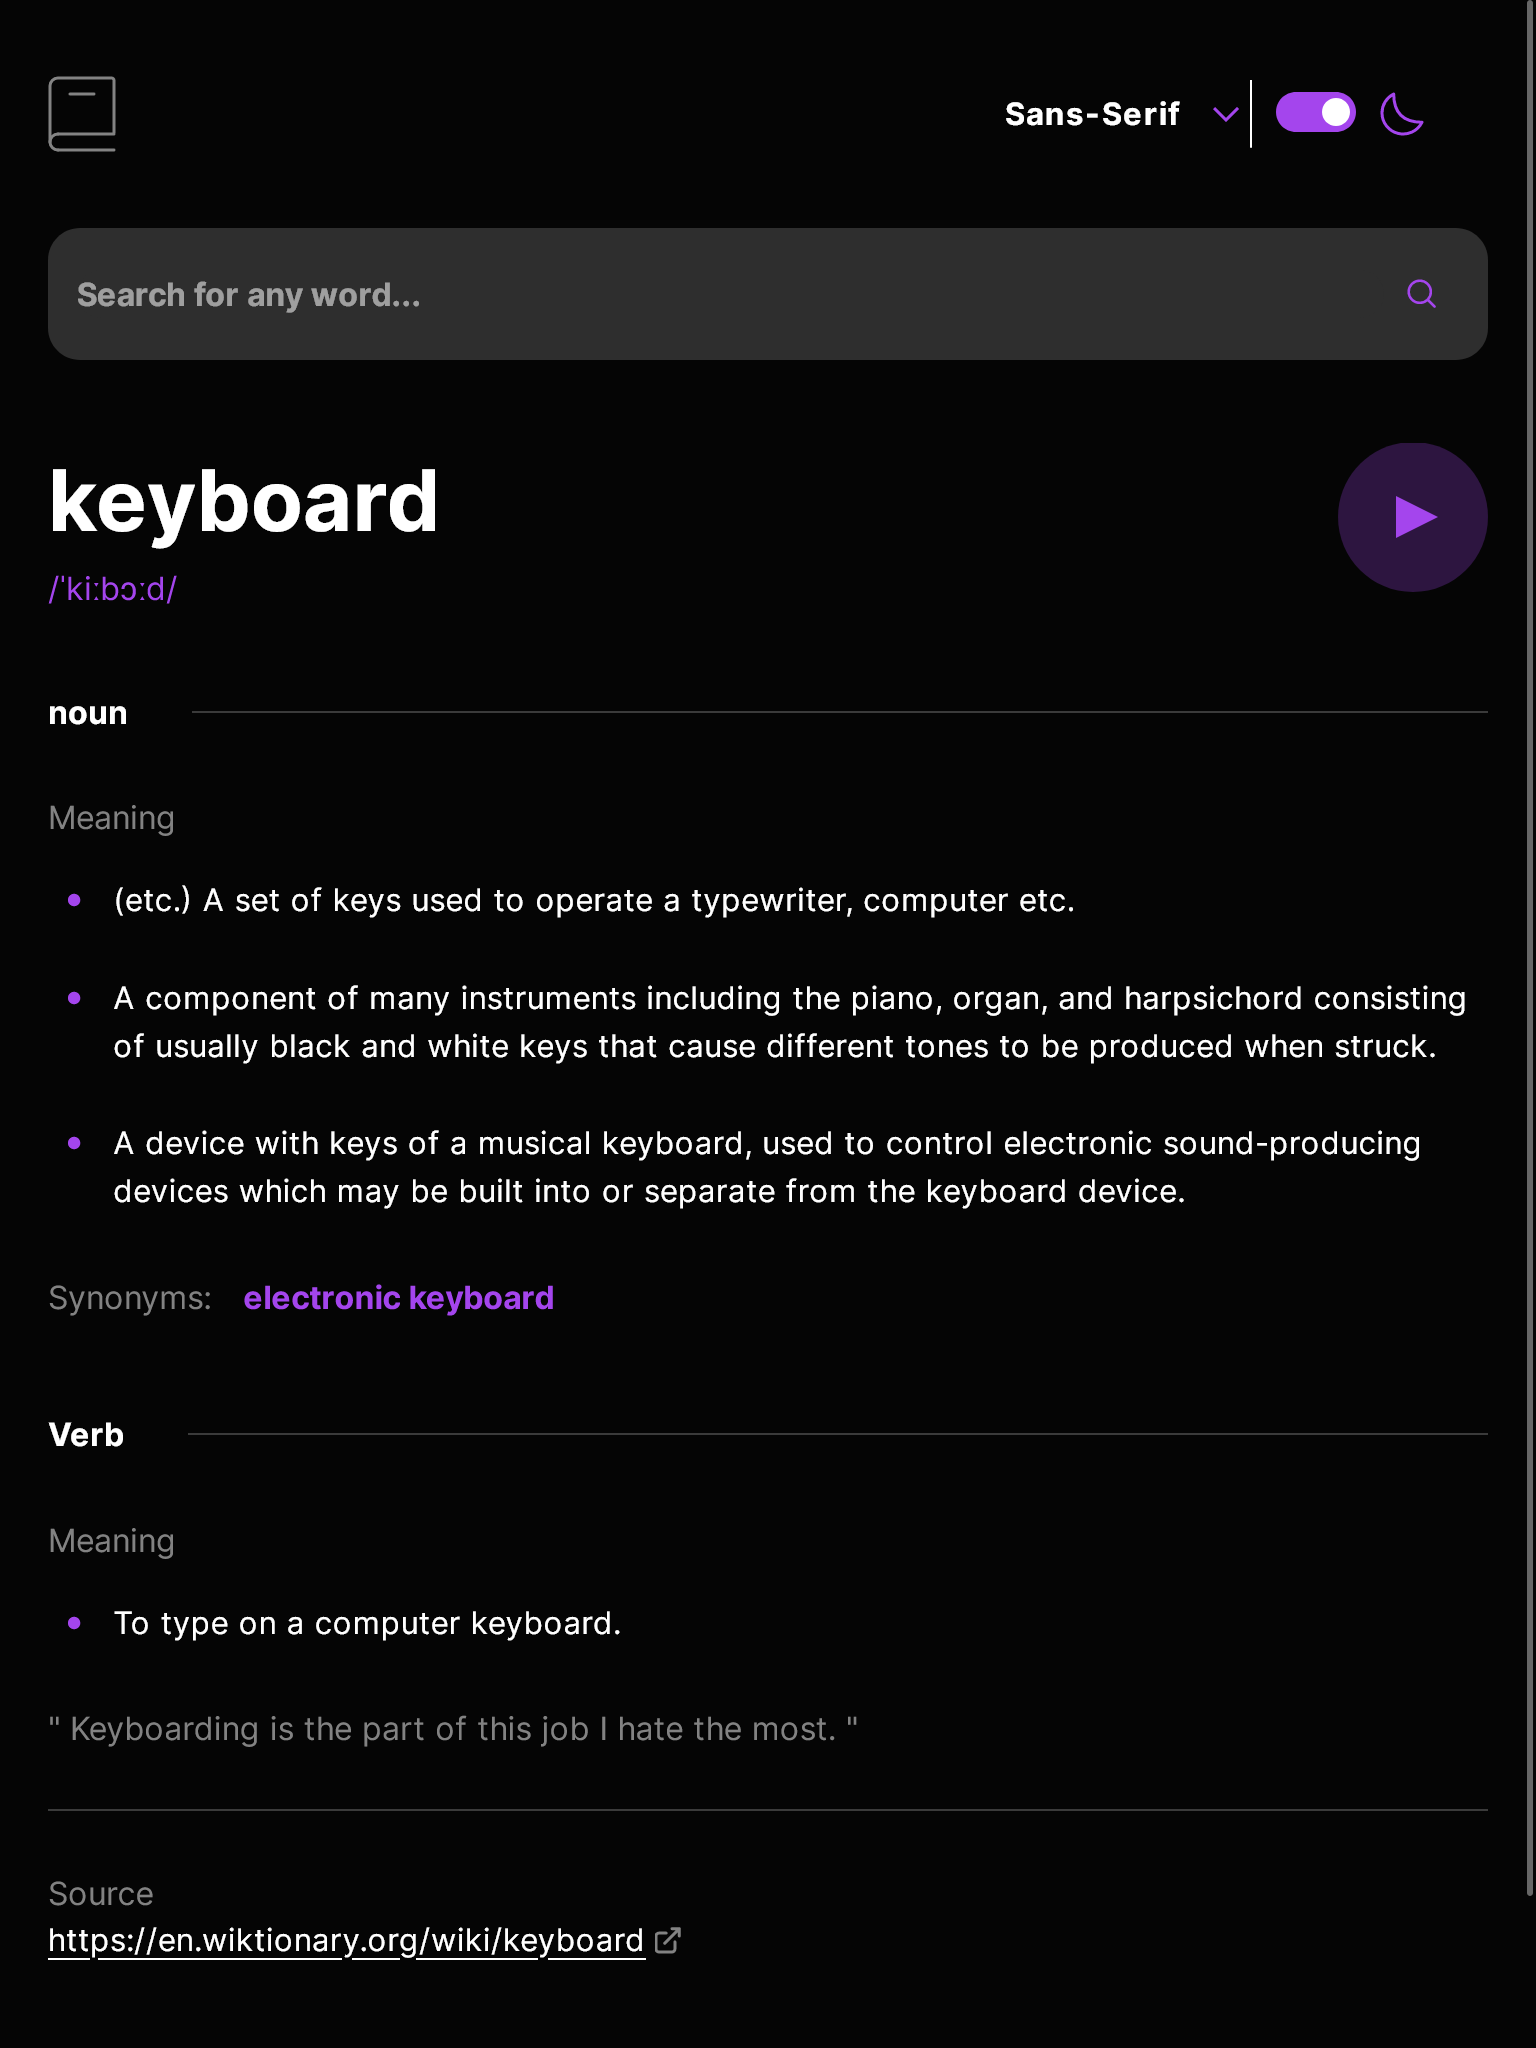 Sans-Serif
Search for any word...
keyboard
/ˈkiːbɔːd/
noun
Meaning
(etc.) A set of keys used to operate a typewriter, computer etc.
A component of many instruments including the piano, organ, and harpsichord consisting
of usually black and white keys that cause different tones to be produced when struck.
A device with keys of a musical keyboard, used to control electronic sound-producing
devices which may be built into or separate from the keyboard device.
Synonyms: electronic keyboard
Verb
Meaning
To type on a computer keyboard.
" Keyboarding is the part of this job I hate the most. "
Source
https://en.wiktionary.org/wiki/keyboard